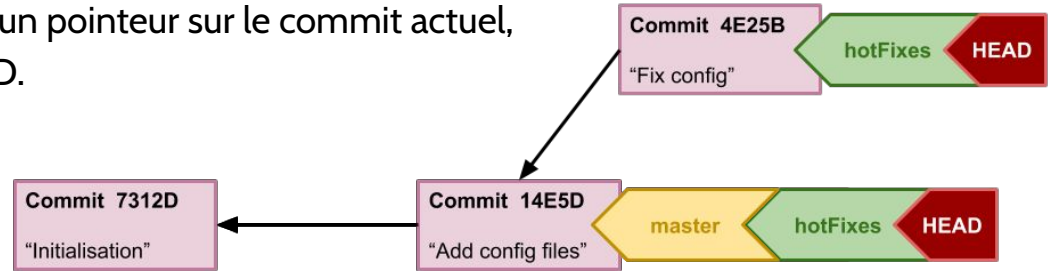 un pointeur sur le commit actuel,
D.
Commit 4E25B
“Fix config”
hotFixes
HEAD
Commit 7312D
“Initialisation”
Commit 14E5D
“Add config files”
master
hotFixes
HEAD